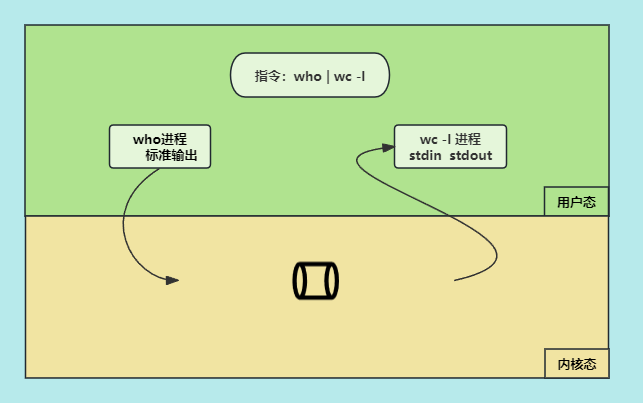 指令：who | wc -l
who进程
标准输出
wc -l 进程
stdin stdout
用户态
内核态